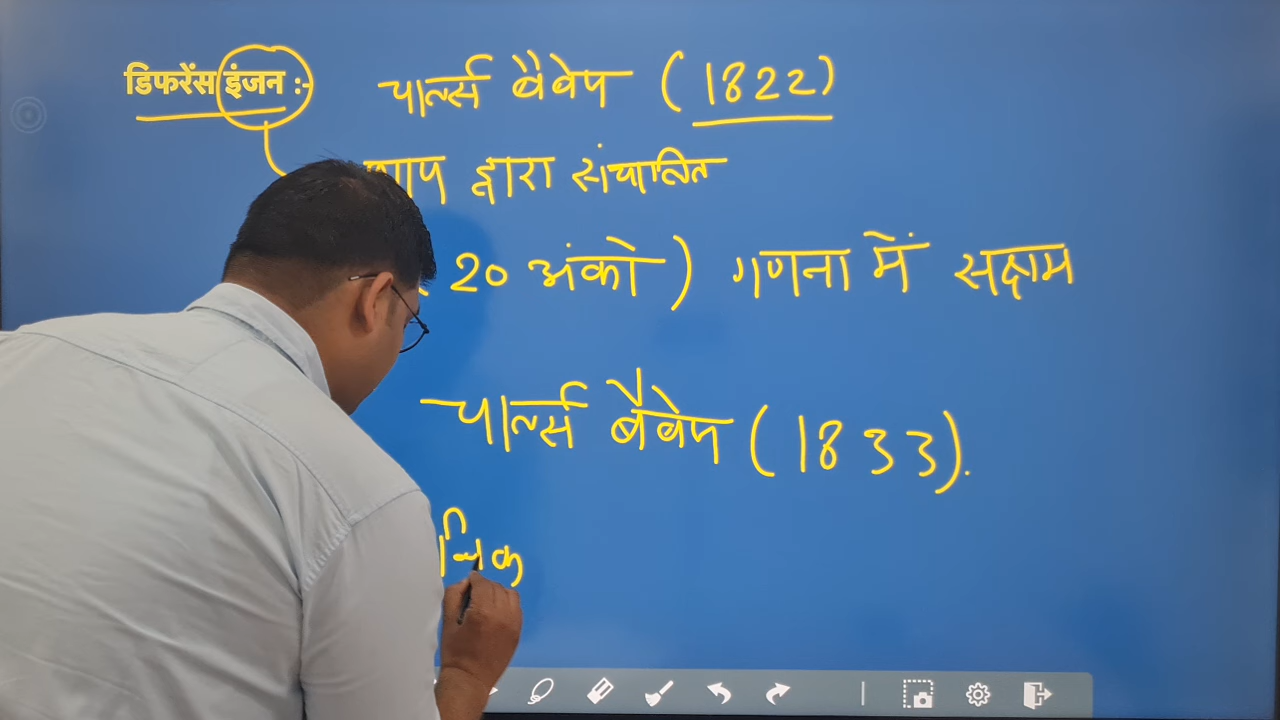 डिफरेंस इंजन :- चार्ल्स बैवेज (1822)
द्वारा संचालित
20 अंको) गणना में सक्षम
चार्ल्स बैवेज (1833).